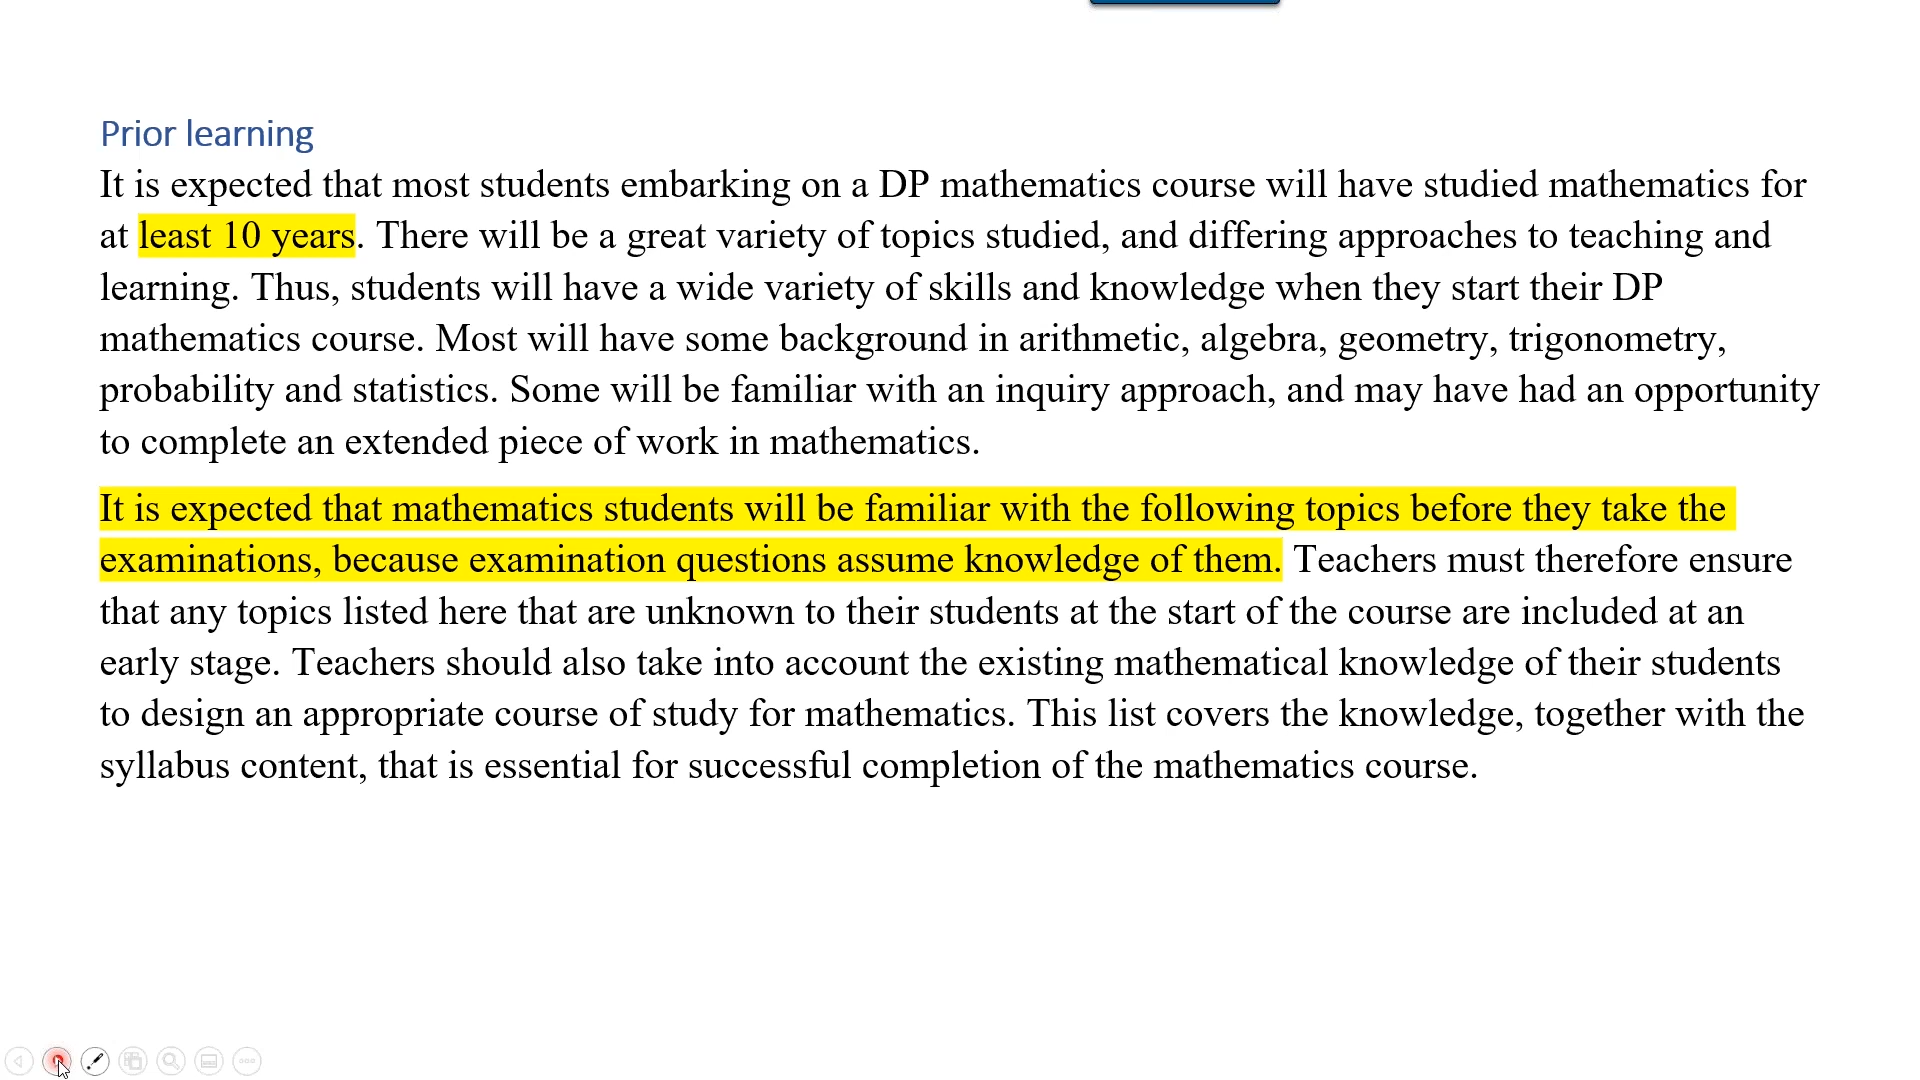 Prior learning
It is expected that most students embarking on a DP mathematics course will have studied mathematics for
at least 10 years. There will be a great variety of topics studied, and differing approaches to teaching and
learning. Thus, students will have a wide variety of skills and knowledge when they start their DP
mathematics course. Most will have some background in arithmetic, algebra, geometry, trigonometry,
probability and statistics. Some will be familiar with an inquiry approach, and may have had an opportunity
to complete an extended piece of work in mathematics.
It is expected that mathematics students will be familiar with the following topics before they take the
examinations, because examination questions assume knowledge of them. Teachers must therefore ensure
that any topics listed here that are unknown to their students at the start of the course are included at an
early stage. Teachers should also take into account the existing mathematical knowledge of their students
to design an appropriate course of study for mathematics. This list covers the knowledge, together with the
syllabus content, that is essential for successful completion of the mathematics course.